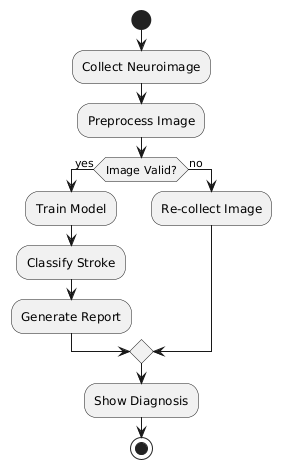 Collect Neuroimage
Preprocess Image
Image Valid?
yes
no
Train Model
Re-collect Image
Classify Stroke
Generate Report
Show Diagnosis